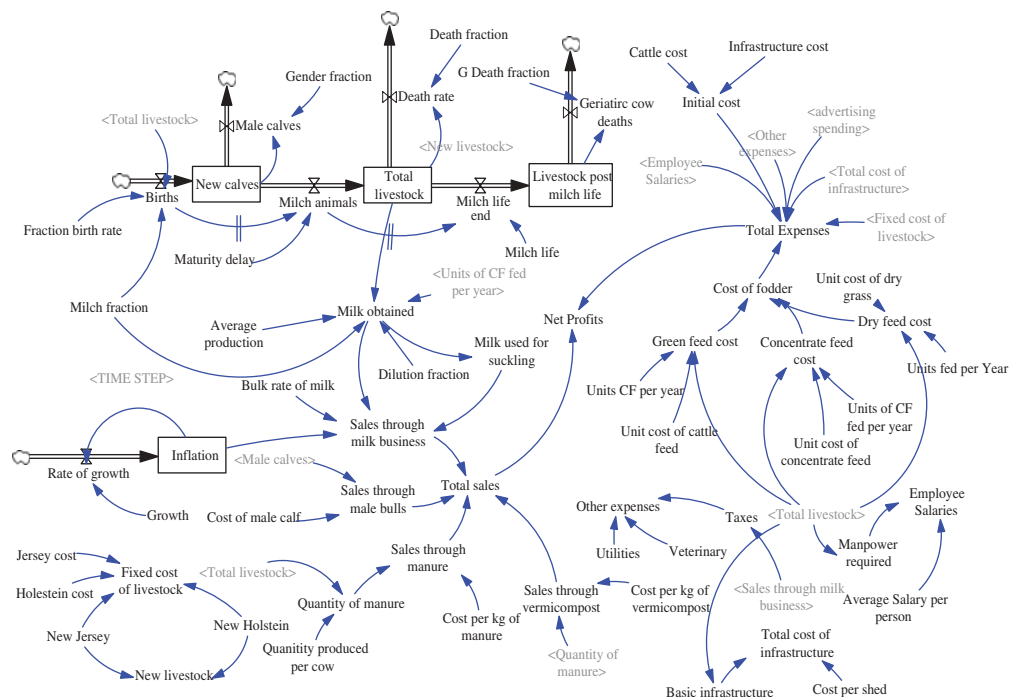 Death fraction
Infrastructure cost
Cattle cost
Gender fraction
G Death fraction
Death rate
Geriatirc cow
deaths
Initial cost
<advertising
spending>
<Total livestock>
Male calves
<Other
expenses>
<New livestock>
<Employee
Salaries>
<Total cost of
infrastructure>
New calves
Total
livestock
Livestock post
milch life
Births
Milch animals
Milch life
end
<Fixed cost of
livestock>
Fraction birth rate
Total Expenses
Milch life
Maturity delay
<Units of CF fed
per year>
Unit cost of dry
grass
Cost of fodder
Milch fraction
Milk obtained
Net Profits
Dry feed cost
Average
production
Green feed cost
Concentrate feed
cost
Milk used for
suckling
Units fed per Year
<TIME STEP>
Dilution fraction
Bulk rate of milk
Units CF per year
Units of CF
fed per year
Sales through
milk business
Unit cost of cattle
feed
Unit cost of
concentrate feed
Inflation
<Male calves>
Rate of growth
Total sales
Sales through
male bulls
Employee
Salaries
Growth
Cost of male calf
Other expenses
Taxes
<Total livestock>
Jersey cost
Sales through
manure
Utilities
Veterinary
Manpower
required
Fixed cost
of livestock
<Total livestock>
Holestein cost
Quantity of manure
Sales through
vermicompost
Cost per kg of
vermicompost
<Sales through milk
business>
Average Salary per
person
Cost per kg of
manure
New Jersey
New Holstein
Quanitity produced
per cow
Total cost of
infrastructure
<Quantity of
manure>
New livestock
Basic infrastructure
Cost per shed